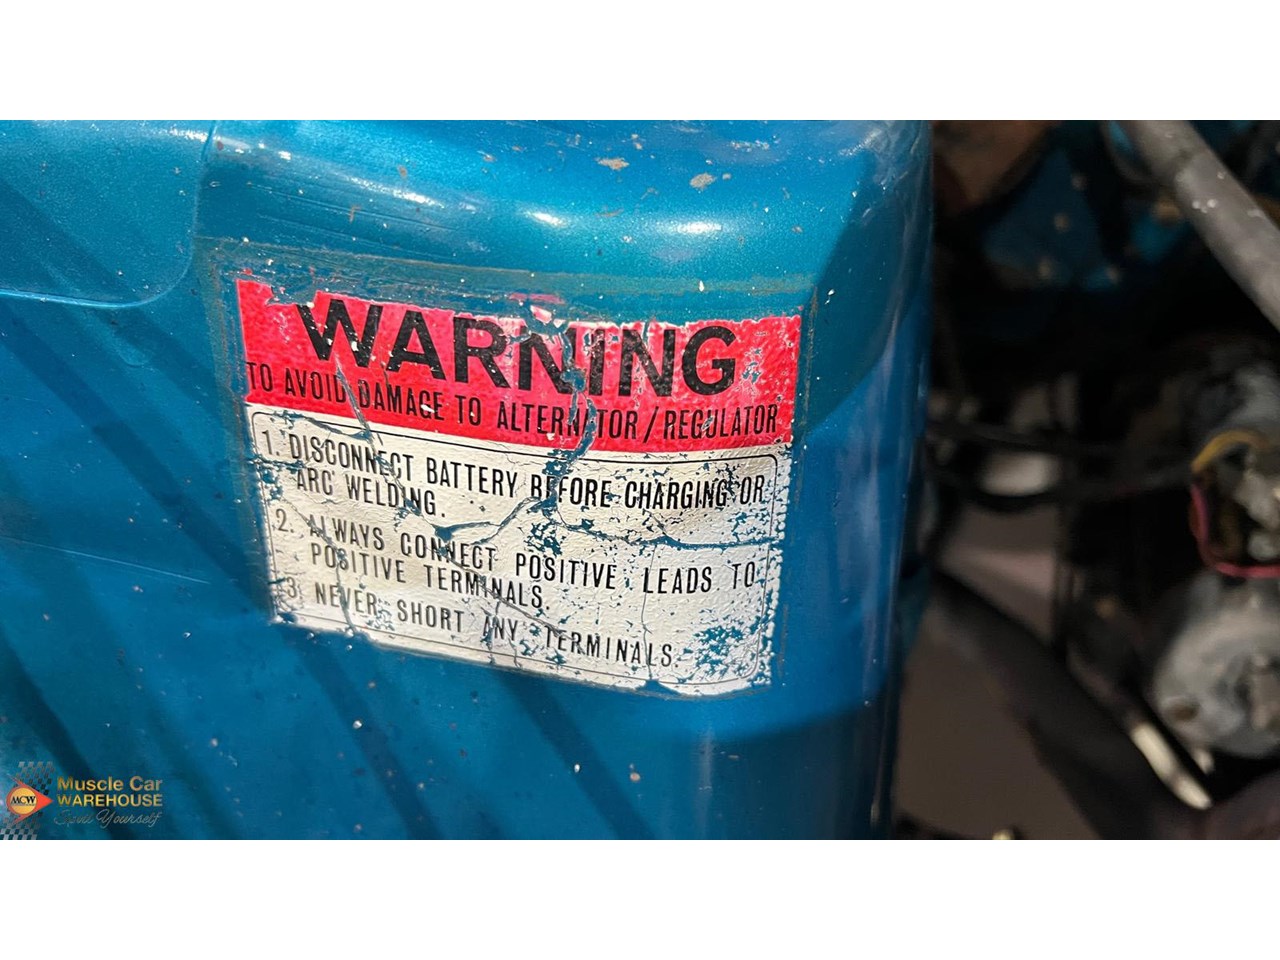 WARNING
TO AVOID DAMAGE TO ALTERNATOR/REGULATOR
1. DISCONNECT BATTERY BEFORE CHARGING OR
ARC WELDING.
2. ALWAYS CONNECT POSITIVE LEADS TO
POSITIVE TERMINALS.
3. NEVER SHORT ANY TERMINALS.
MCW
Muscle Car
WAREHOUSE
Spoil Yourself